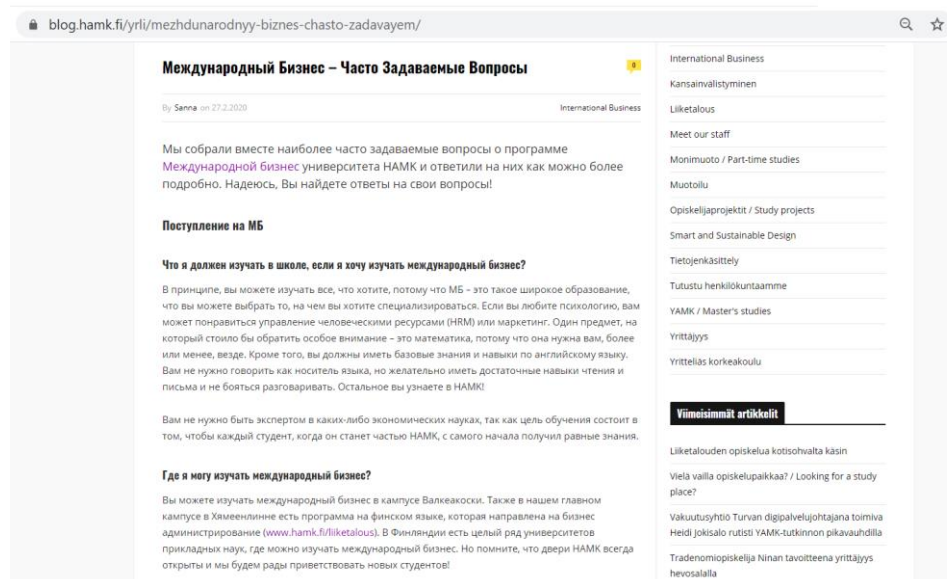 blog.hamk.fi/yrli/mezhdunarodnyy-biznes-chasto-zadavayem/
Международный Бизнес – Часто Задаваемые Вопросы
0
By Sanna on 27.2.2020
International Business
Мы собрали вместе наиболее часто задаваемые вопросы о программе
Международной бизнес университета HAMK и ответили на них как можно более
подробно. Надеюсь, Вы найдете ответы на свои вопросы!
Поступление на МБ
Что я должен изучать в школе, если я хочу изучать международный бизнес?
В принципе, вы можете изучать все, что хотите, потому что МБ – это такое широкое образование,
что вы можете выбрать то, на чем вы хотите специализироваться. Если вы любите психологию, вам
может понравиться управление человеческими ресурсами (HRM) или маркетинг. Один предмет, на
который стоило бы обратить особое внимание – это математика, потому что она нужна вам, более
или менее, везде. Кроме того, вы должны иметь базовые знания и навыки по английскому языку.
Вам не нужно говорить как носитель языка, но желательно иметь достаточные навыки чтения и
письма и не бояться разговаривать. Остальное вы узнаете в HAMK!
Вам не нужно быть экспертом в каких-либо экономических науках, так как цель обучения состоит в
том, чтобы каждый студент, когда он станет частью HAMK, с самого начала получил равные знания.
Где я могу изучать международный бизнес?
Вы можете изучать международный бизнес в кампусе Валкеакоски. Также в нашем главном
кампусе в Хямеенлинне есть программа на финском языке, которая направлена на бизнес
администрирование (www.hamk.fi/liiketalous). В Финляндии есть целый ряд университетов
прикладных наук, где можно изучать международный бизнес. Но помните, что двери HAMK всегда
открыты и мы будем рады приветствовать новых студентов!
International Business
Kansainvälistyminen
Liiketalous
Meet our staff
Monimuoto / Part-time studies
Muotoilu
Opiskelijaprojektit / Study projects
Smart and Sustainable Design
Tietojenkäsittely
Tutustu henkilökuntaamme
YAMK / Master's studies
Yrittäjyys
Yritteliäs korkeakoulu
Viimeisimmät artikkelit
Liiketalouden opiskelua kotisohvalta käsin
Vielä vailla opiskelupaikkaa? / Looking for a study
place?
Vakuutusyhtiö Turvan digipalvelujohtajana toimiva
Heidi Jokisalo rutisti YAMK-tutkinnon pikavauhdilla
Tradenomiopiskelija Ninan tavoitteena yrittäjyys
hevosalalla